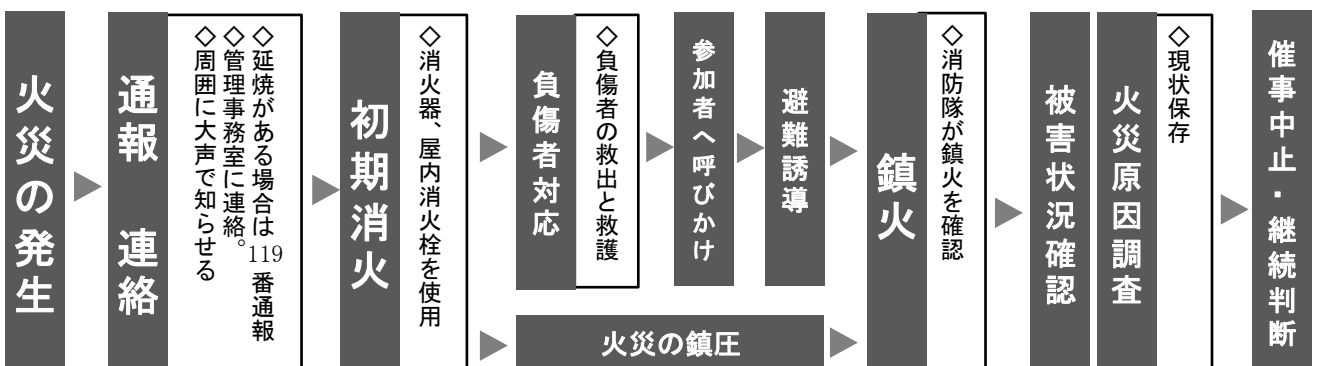 火災の発生
通報　連絡
◇延焼がある場合は119番通報
◇管理事務室に連絡。
◇周囲に大声で知らせる
初期消火
◇消火器、屋内消火栓を使用
負傷者対応
◇負傷者の救出と救護
参加者へ呼びかけ
避難誘導
火災の鎮圧
鎮火
◇消防隊が鎮火を確認
被害状況確認
火災原因調査
◇現状保存
催事中止・継続判断